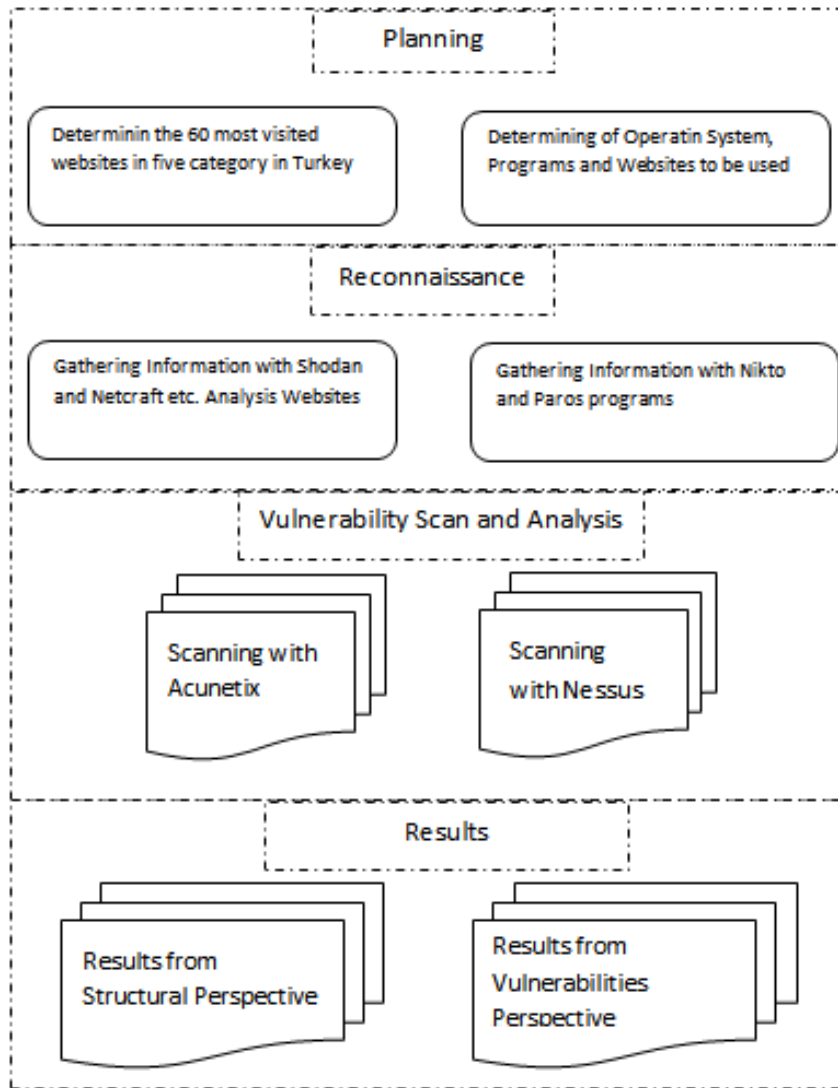 Planning
Determinin the 60 most visited
websites in five category in Turkey
Determining of Operatin System,
Programs and Websites to be used
Reconnaissance
Gathering Information with Shodan
and Netcraft etc. Analysis Websites
Gathering Information with Nikto
and Paros programs
Vulnerability Scan and Analysis
Scanning with
Acunetix
Scanning
with Nessus
Results
Results from
Structural Perspective
Results from
Vulnerabilities
Perspective